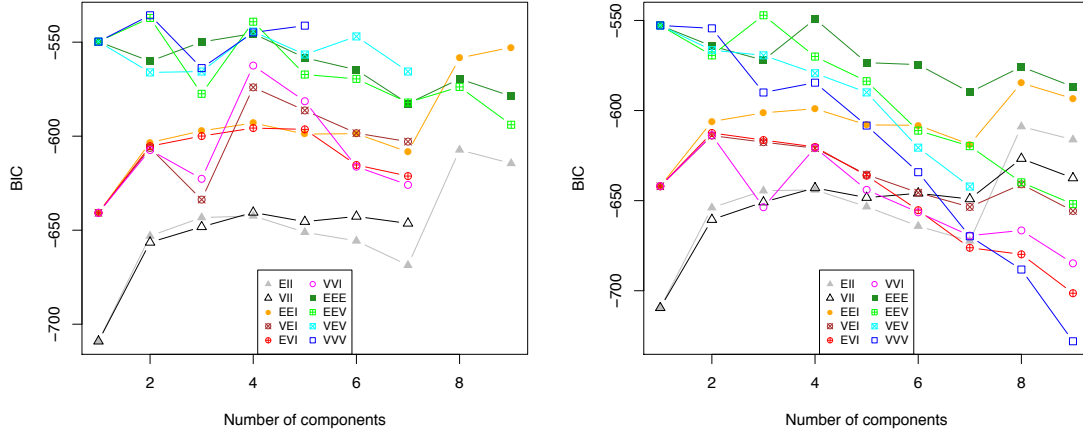 BIC
−550
−600
−650
−700
2
4
6
8
Number of components
EII
VII
EEI
VEI
EVI
VVI
EEE
EEV
VEV
VVV
BIC
−550
−600
−650
−700
2
4
6
8
Number of components
EII
VII
EEI
VEI
EVI
VVI
EEE
EEV
VEV
VVV